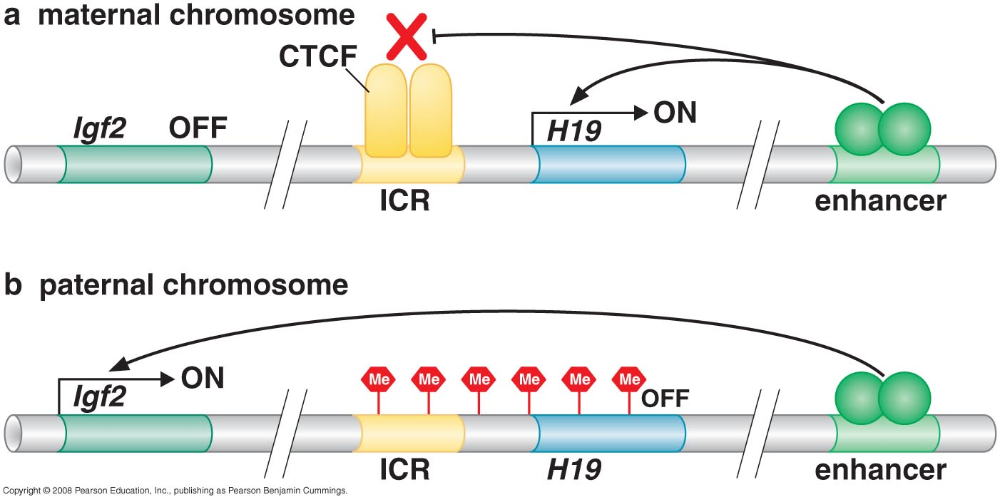 a maternal chromosome
CTCF
Igf2 OFF
H19
ON
ICR
enhancer
b paternal chromosome
ON
Igf2
Me Me Me Me Me Me
OFF
ICR
H19
enhancer
Copyright © 2008 Pearson Education, Inc., publishing as Pearson Benjamin Cummings.